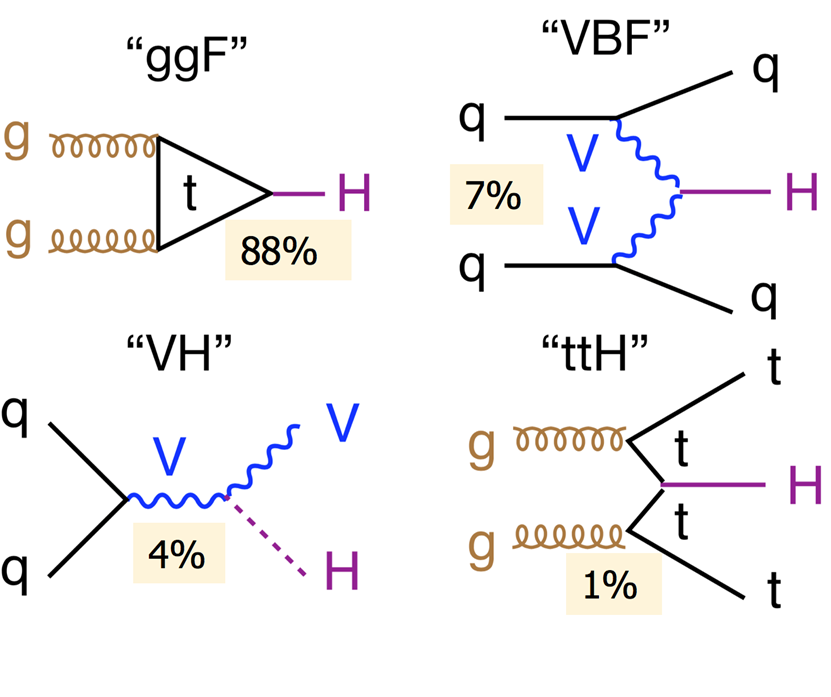 “ggF”
g
g
t
H
88%
“VBF”
q
q
V
7%
V
H
q
q
“VH”
q
V
V
q
4%
H
“ttH”
t
g
t
H
g
t
1%
t